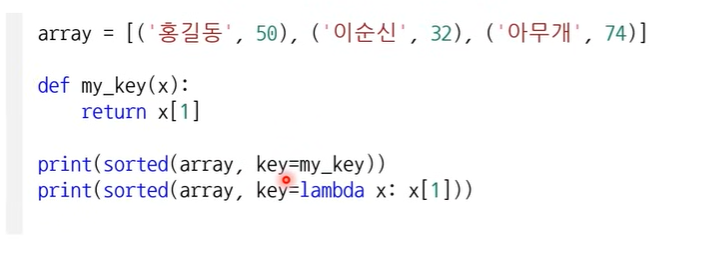 array = [('홍길동', 50), ('이순신', 32), ('아무개', 74)]
def my_key(x):
    return x[1]
print(sorted(array, key=my_key))
print(sorted(array, key=lambda x: x[1]))